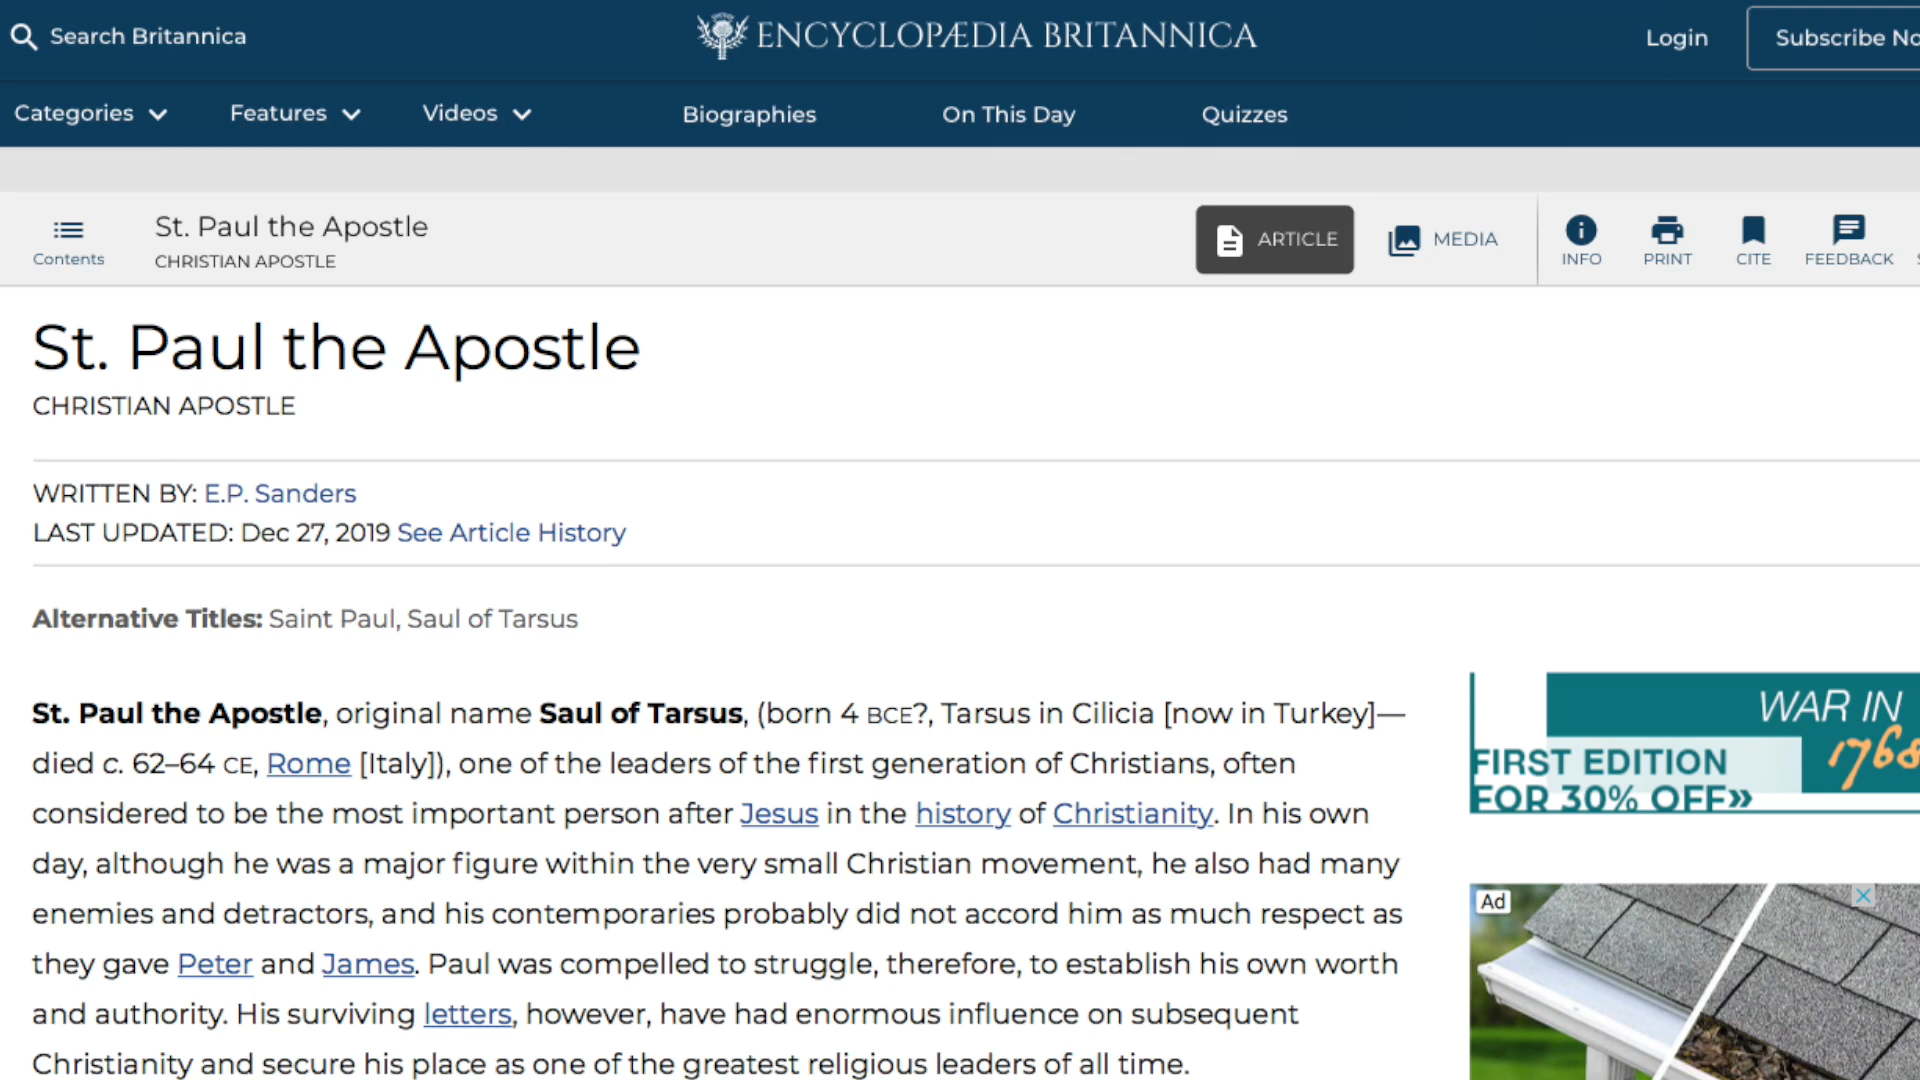 Search Britannica
ENCYCLOPÆDIA BRITANNICA
Login
Subscribe
Categories
Features
Videos
Biographies
On This Day
Quizzes
Contents
St. Paul the Apostle
CHRISTIAN APOSTLE
ARTICLE
MEDIA
INFO
PRINT
CITE
FEEDBACK
St. Paul the Apostle
CHRISTIAN APOSTLE
WRITTEN BY: E.P. Sanders
LAST UPDATED: Dec 27, 2019 See Article History
Alternative Titles: Saint Paul, Saul of Tarsus
St. Paul the Apostle, original name Saul of Tarsus, (born 4 BCE?, Tarsus in Cilicia [now in Turkey]—
died c. 62–64 CE, Rome [Italy]), one of the leaders of the first generation of Christians, often
considered to be the most important person after Jesus in the history of Christianity. In his own
day, although he was a major figure within the very small Christian movement, he also had many
enemies and detractors, and his contemporaries probably did not accord him as much respect as
they gave Peter and James. Paul was compelled to struggle, therefore, to establish his own worth
and authority. His surviving letters, however, have had enormous influence on subsequent
Christianity and secure his place as one of the greatest religious leaders of all time.
WAR IN
1768
FIRST EDITION
FOR 30% OFF»
Ad